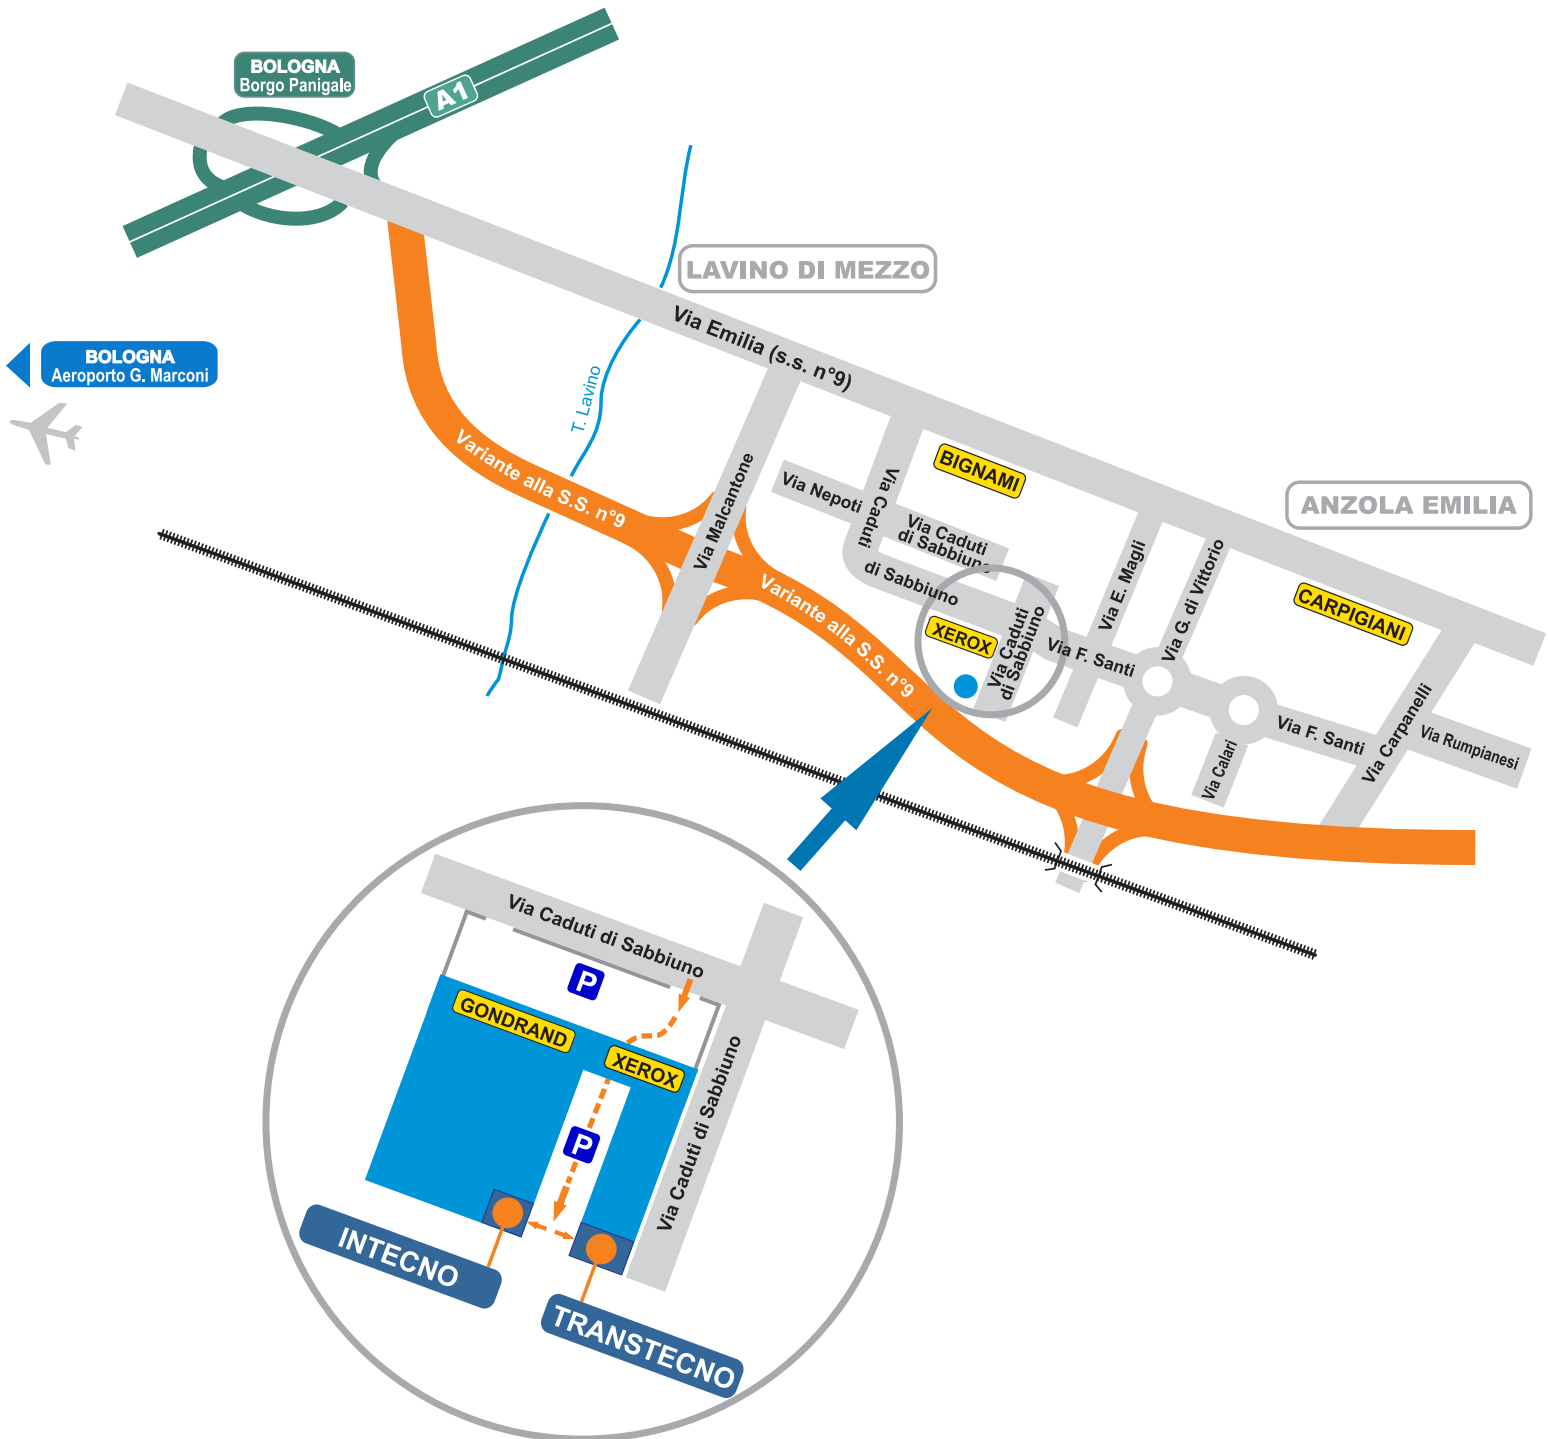 BOLOGNA
Borgo Panigale
A1
LAVINO DI MEZZO
Via Emilia (s.s. n°9)
BOLOGNA
Aeroporto G. Marconi
T. Lavino
Variante alla S.S. n°9
Via Malcantone
Via Nepoti
Via Caduti
di Sabbiuno
Via Caduti
di Sabbiuno
BIGNAMI
ANZOLA EMILIA
Via E. Magli
Via G. di Vittorio
CARPIGIANI
XEROX
Via Caduti
di Sabbiuno
Via F. Santi
Variante alla S.S. n°9
Via F. Santi
Via Calari
Via Carpanelli
Via Rumpianesi
Via Caduti di Sabbiuno
P
GONDRAND
XEROX
P
Via Caduti di Sabbiuno
INTECNO
TRANSTECNO